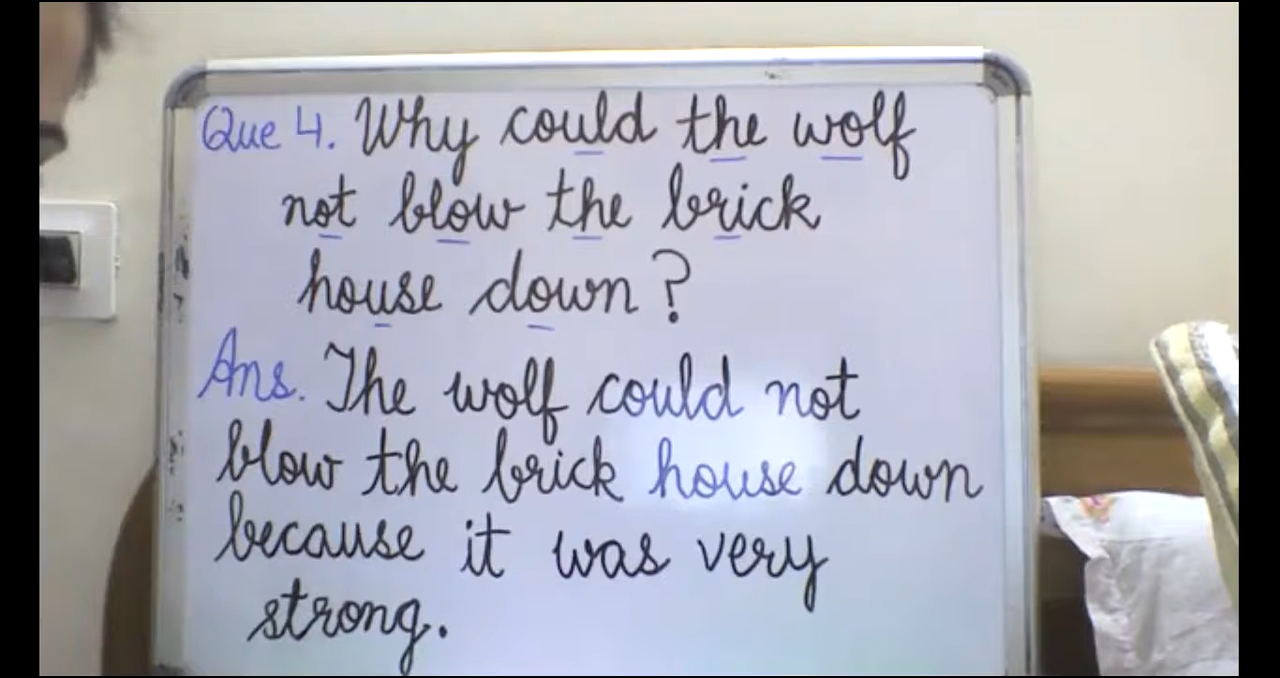 Que 4. Why could the wolf
not blow the brick
house down?
Ans. The wolf could not
blow the brick house down
because it was very
strong.